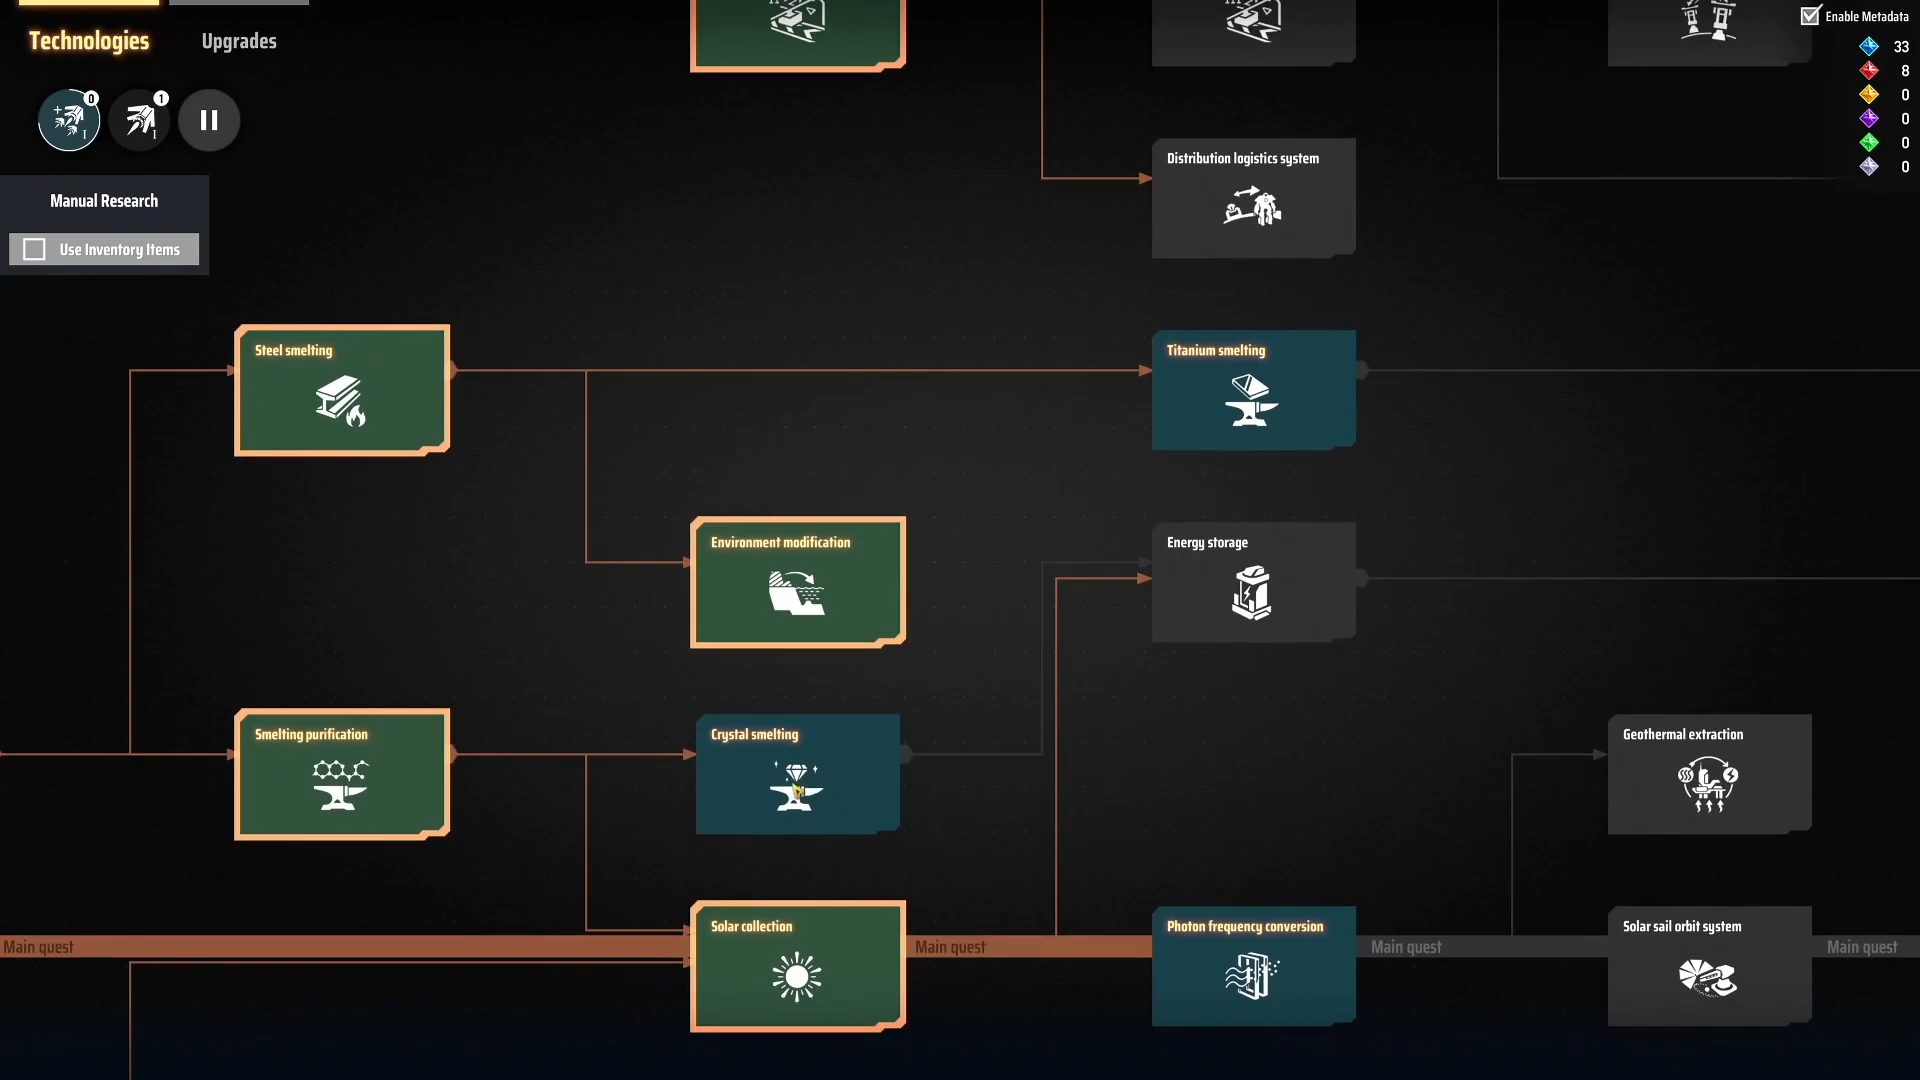 Technologies
Upgrades
Enable Metadata
33
8
0
0
0
0
0
I
1
I
Manual Research
Use Inventory Items
Distribution logistics system
Steel smelting
Titanium smelting
Environment modification
Energy storage
Smelting purification
Crystal smelting
Geothermal extraction
Solar collection
Photon frequency conversion
Solar sail orbit system
Main quest
Main quest
Main quest
Main quest